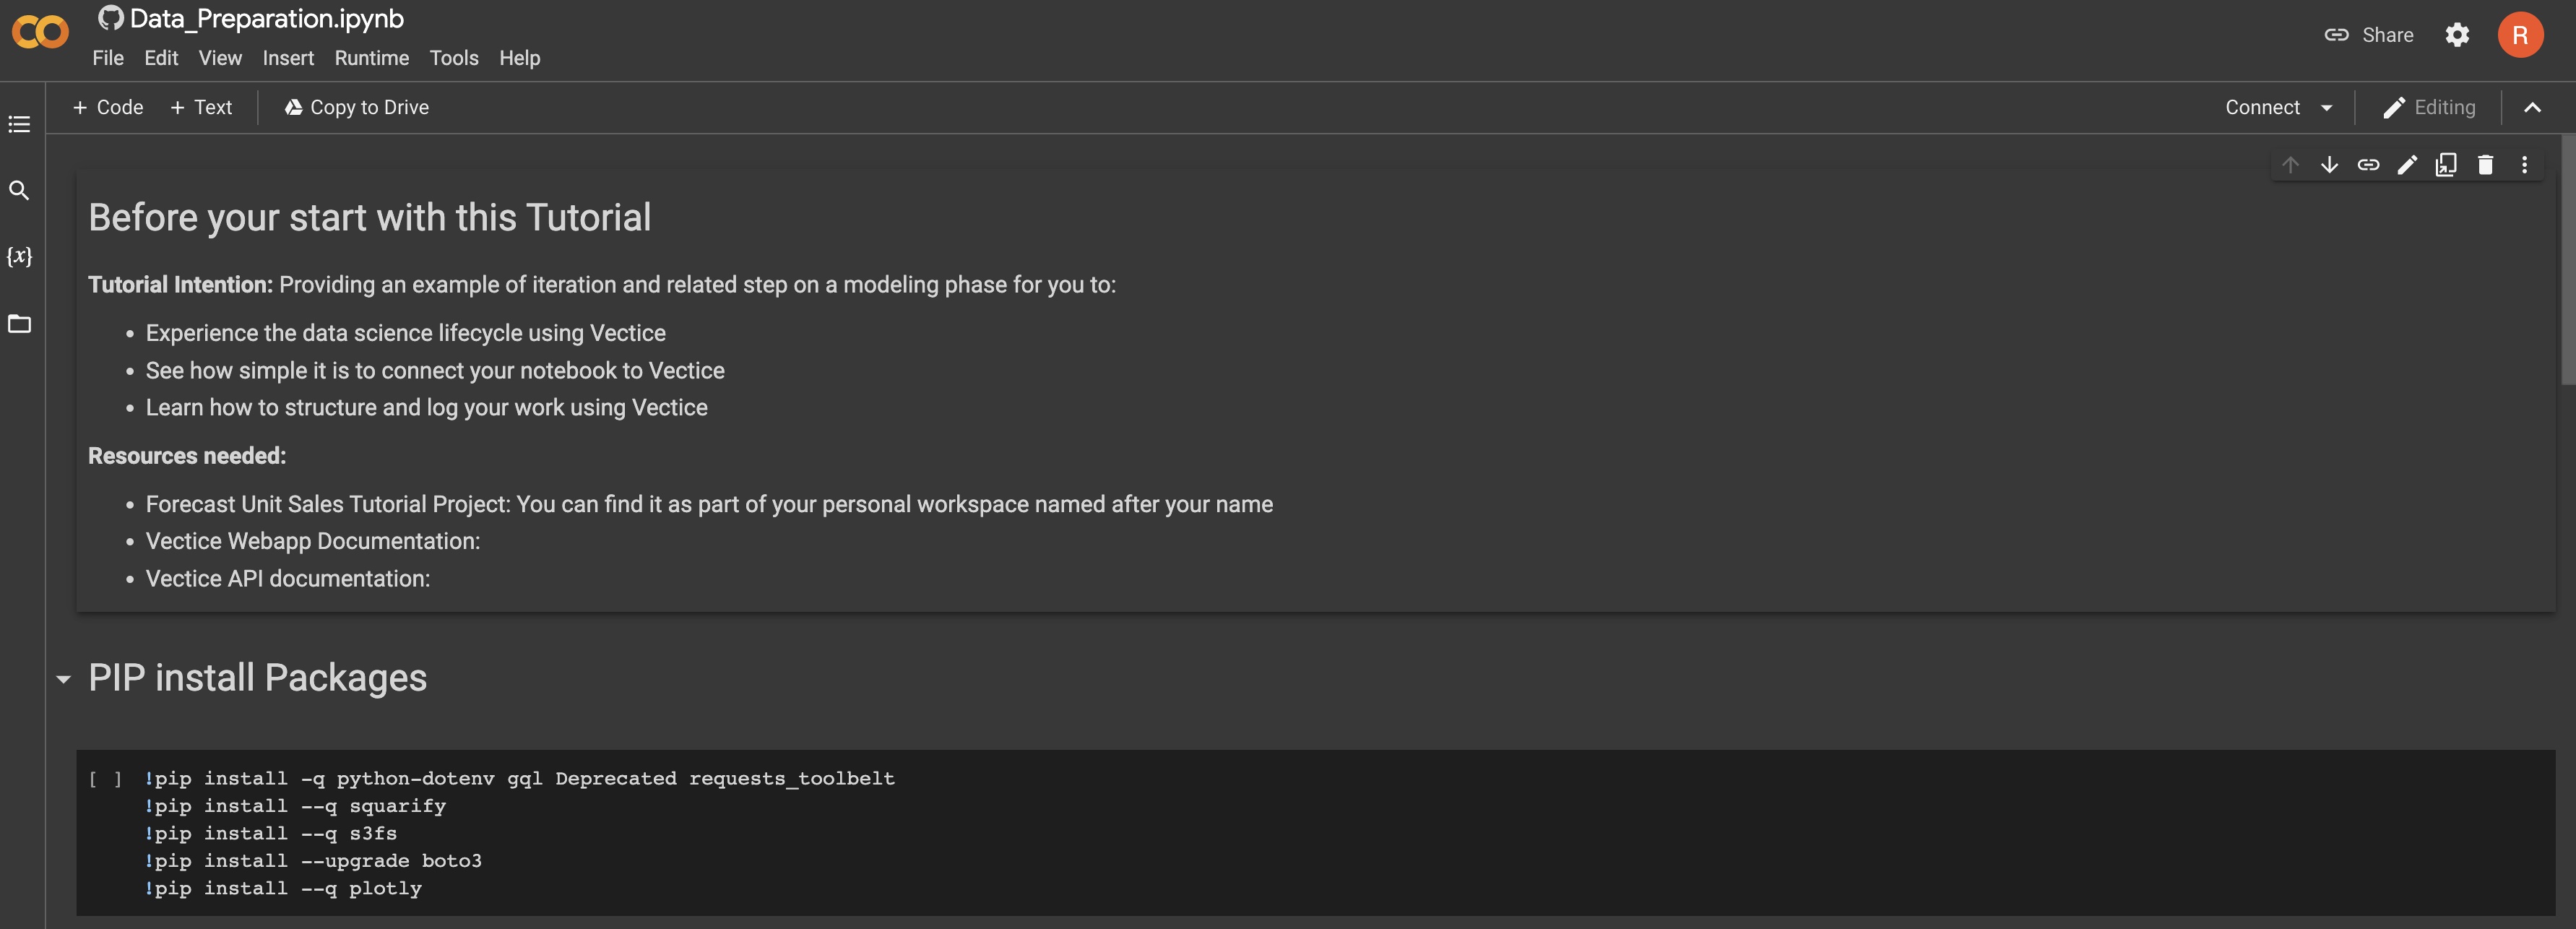 Data_Preparation.ipynb
File Edit View Insert Runtime Tools Help
Share
R
+ Code + Text Copy to Drive
Connect
Editing
{x}
Before your start with this Tutorial
Tutorial Intention: Providing an example of iteration and related step on a modeling phase for you to:
• Experience the data science lifecycle using Vectice
• See how simple it is to connect your notebook to Vectice
• Learn how to structure and log your work using Vectice
Resources needed:
• Forecast Unit Sales Tutorial Project: You can find it as part of your personal workspace named after your name
• Vectice Webapp Documentation:
• Vectice API documentation:
PIP install Packages
[ ] !pip install -q python-dotenv gql Deprecated requests_toolbelt
!pip install --q squarify
!pip install --q s3fs
!pip install --upgrade boto3
!pip install --q plotly